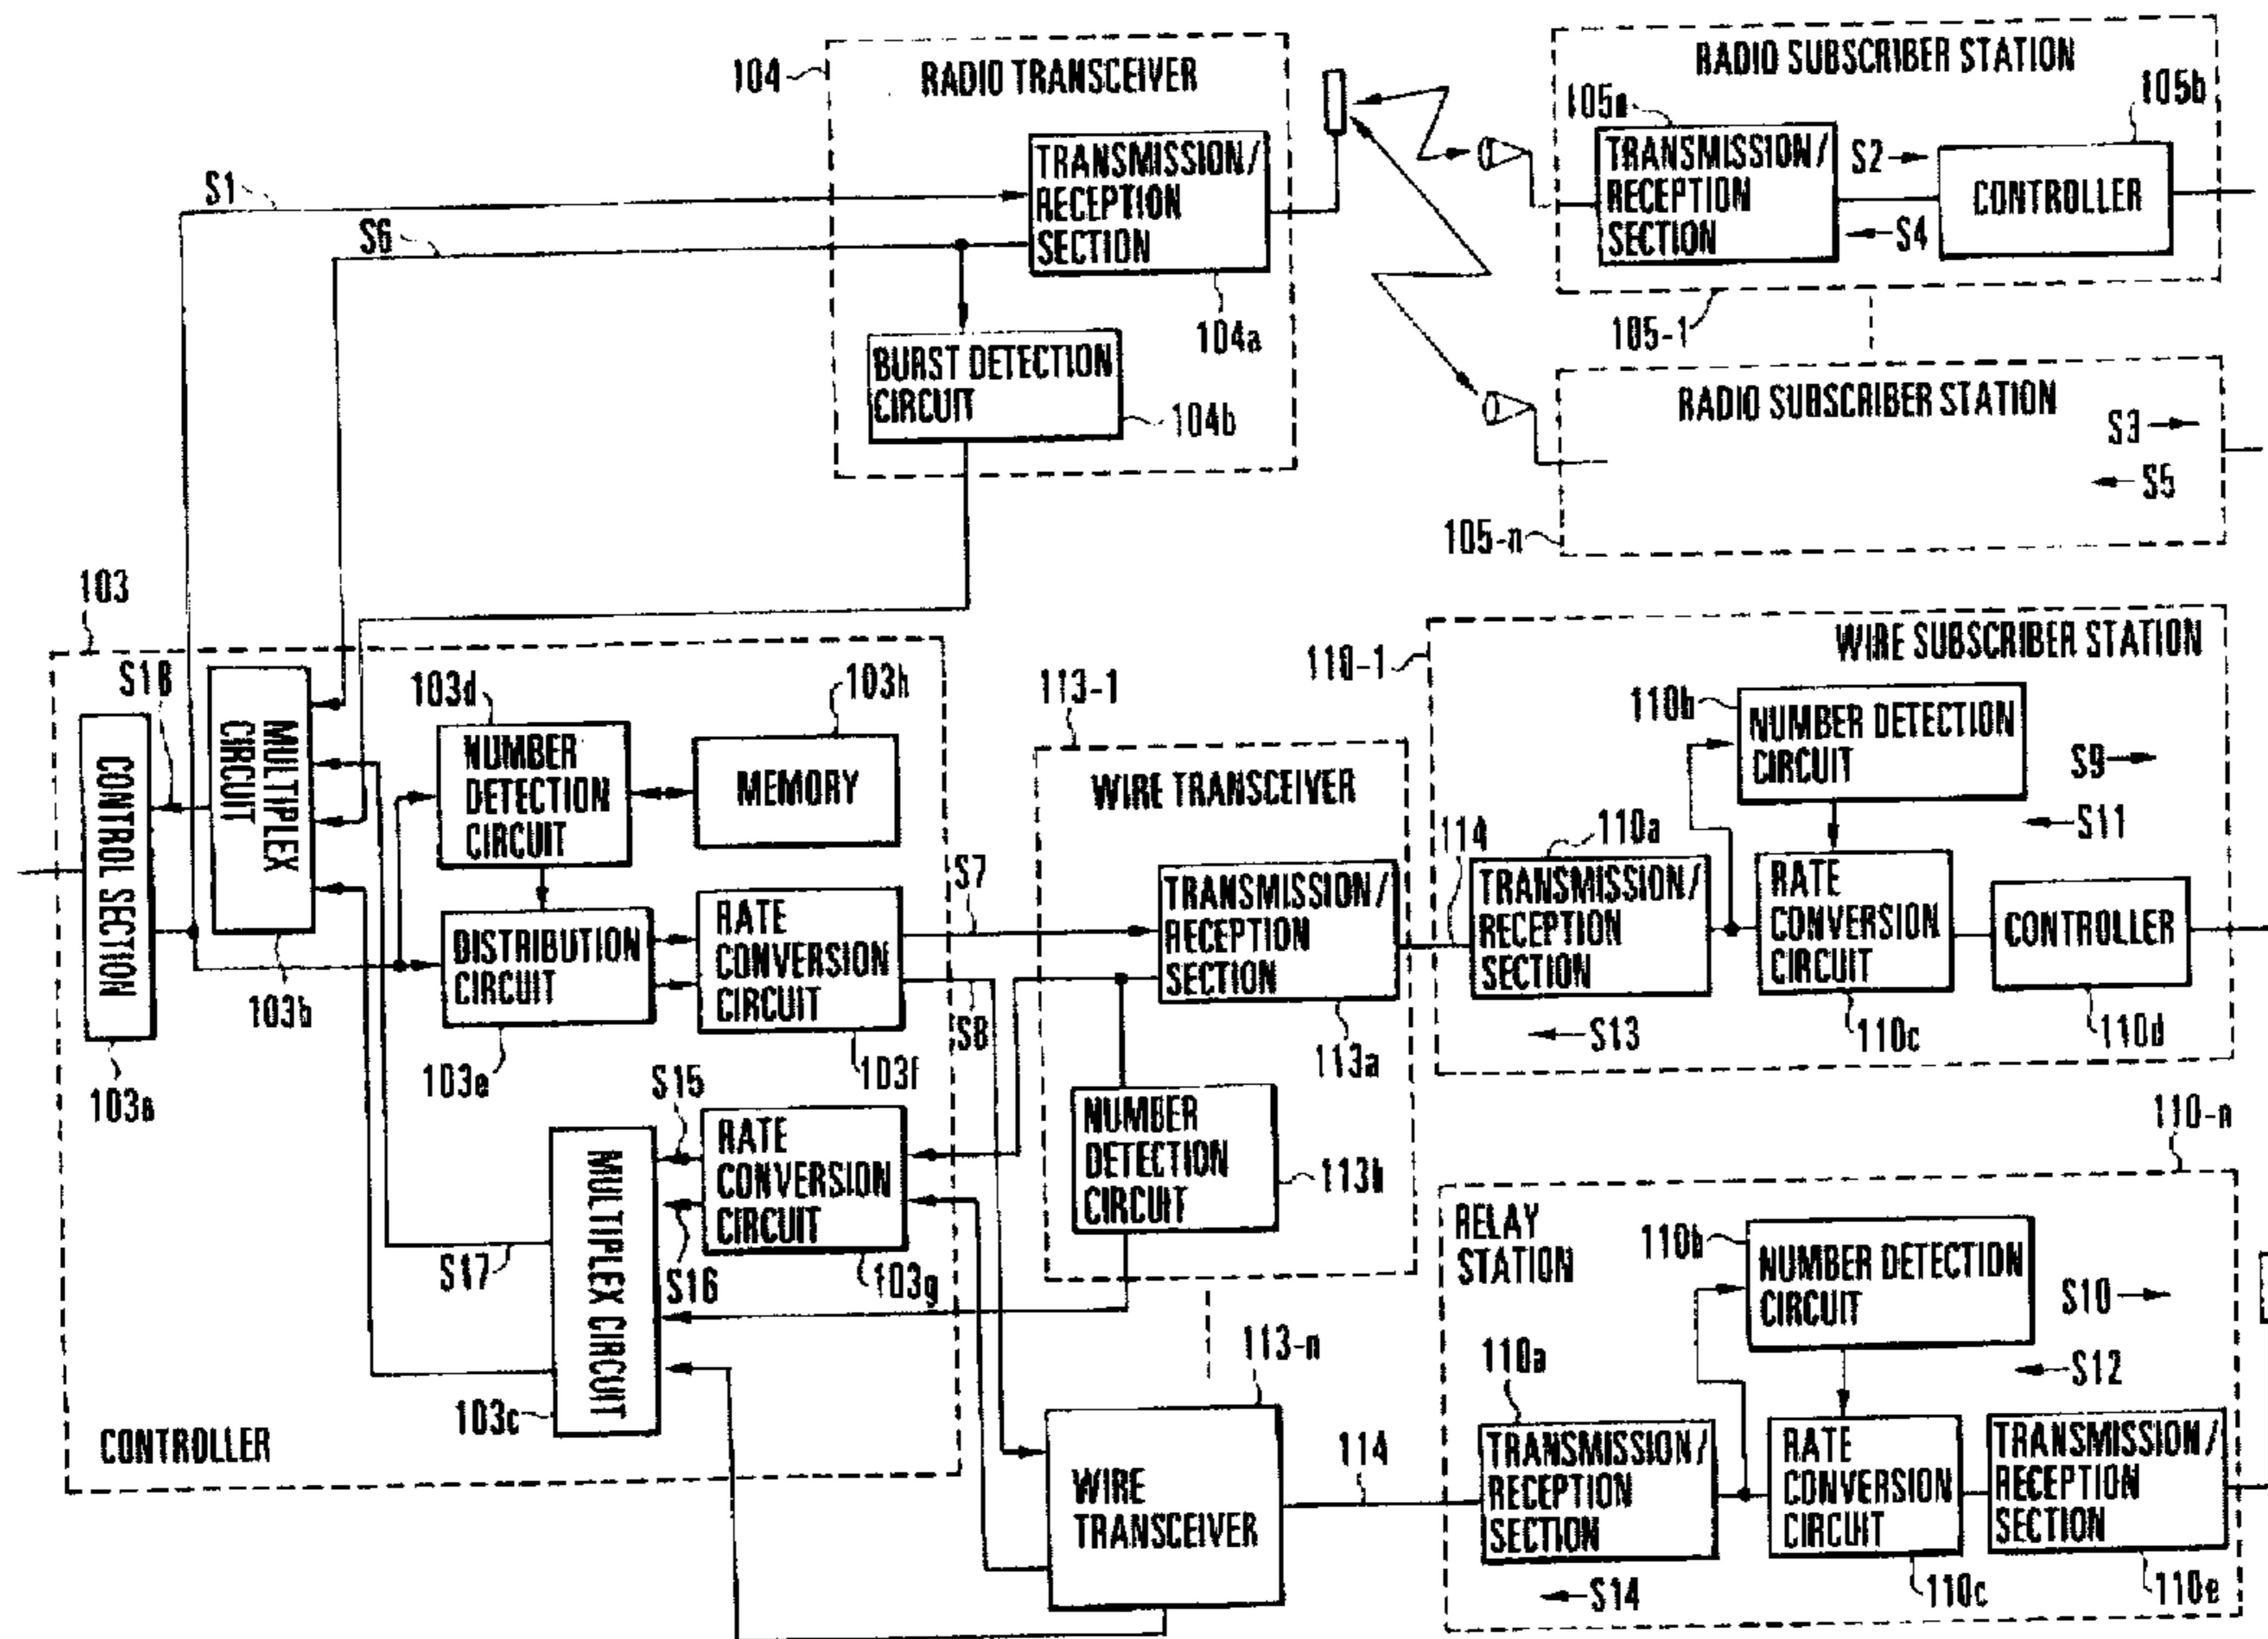 104
RADIO TRANSCEIVER
TRANSMISSION/
RECEPTION
SECTION
104a
BURST DETECTION
CIRCUIT
104b
S1
S6
RADIO SUBSCRIBER STATION
105a
105b
TRANSMISSION/
RECEPTION
SECTION
S2
S4
CONTROLLER
105-1
RADIO SUBSCRIBER STATION
S3
S5
105-n
103
S18
CONTROL SECTION
103a
MULTIPLEX
CIRCUIT
103b
103d
NUMBER
DETECTION
CIRCUIT
103h
MEMORY
DISTRIBUTION
CIRCUIT
103e
RATE
CONVERSION
CIRCUIT
103f
S7
S8
S15
S16
RATE
CONVERSION
CIRCUIT
103g
MULTIPLEX CIRCUIT
103c
S17
CONTROLLER
113-1
WIRE TRANSCEIVER
TRANSMISSION/
RECEPTION
SECTION
113a
NUMBER
DETECTION
CIRCUIT
113b
113-n
WIRE
TRANSCEIVER
114
110-1
WIRE SUBSCRIBER STATION
110b
NUMBER DETECTION
CIRCUIT
S9
S11
114
110a
TRANSMISSION/
RECEPTION
SECTION
RATE
CONVERSION
CIRCUIT
CONTROLLER
S13
110c
110d
110-n
RELAY
STATION
110b
NUMBER DETECTION
CIRCUIT
S10
S12
110a
TRANSMISSION/
RECEPTION
SECTION
RATE
CONVERSION
CIRCUIT
TRANSMISSION/
RECEPTION
SECTION
S14
110c
110e